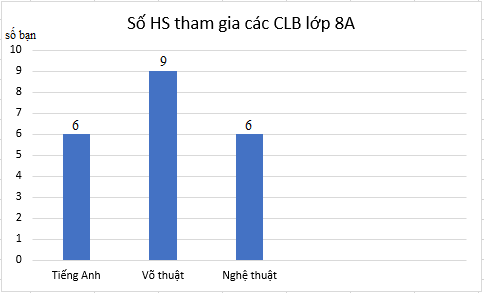 Số HS tham gia các CLB lớp 8A
số bạn
10
9
8
7
6
5
4
3
2
1
0
6
9
6
Tiếng Anh
Võ thuật
Nghệ thuật